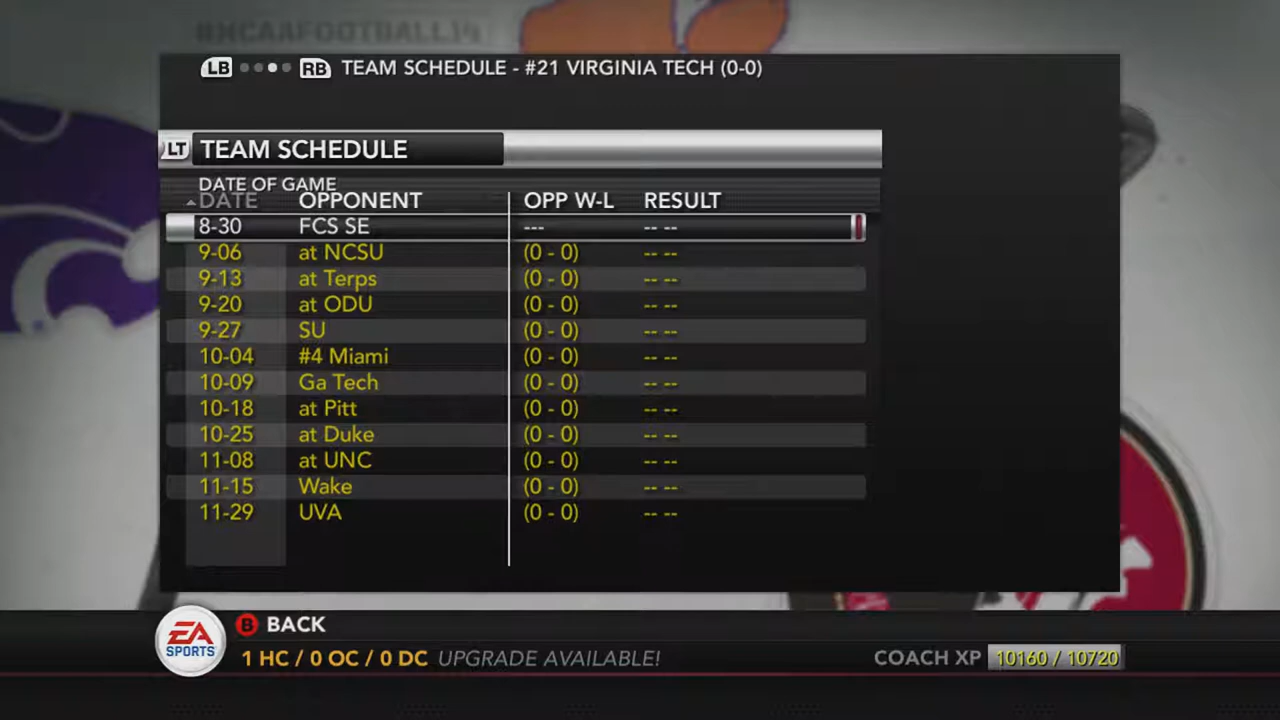 #NCAAFOOTBALL14
LB RB TEAM SCHEDULE - #21 VIRGINIA TECH (0-0)
LT TEAM SCHEDULE
DATE OF GAME
DATE OPPONENT OPP W-L RESULT
8-30 FCS SE --- -- --
9-06 at NCSU (0 - 0) -- --
9-13 at Terps (0 - 0) -- --
9-20 at ODU (0 - 0) -- --
9-27 SU (0 - 0) -- --
10-04 #4 Miami (0 - 0) -- --
10-09 Ga Tech (0 - 0) -- --
10-18 at Pitt (0 - 0) -- --
10-25 at Duke (0 - 0) -- --
11-08 at UNC (0 - 0) -- --
11-15 Wake (0 - 0) -- --
11-29 UVA (0 - 0) -- --
EA SPORTS
B BACK
1 HC / 0 OC / 0 DC UPGRADE AVAILABLE!
COACH XP 10160 / 10720